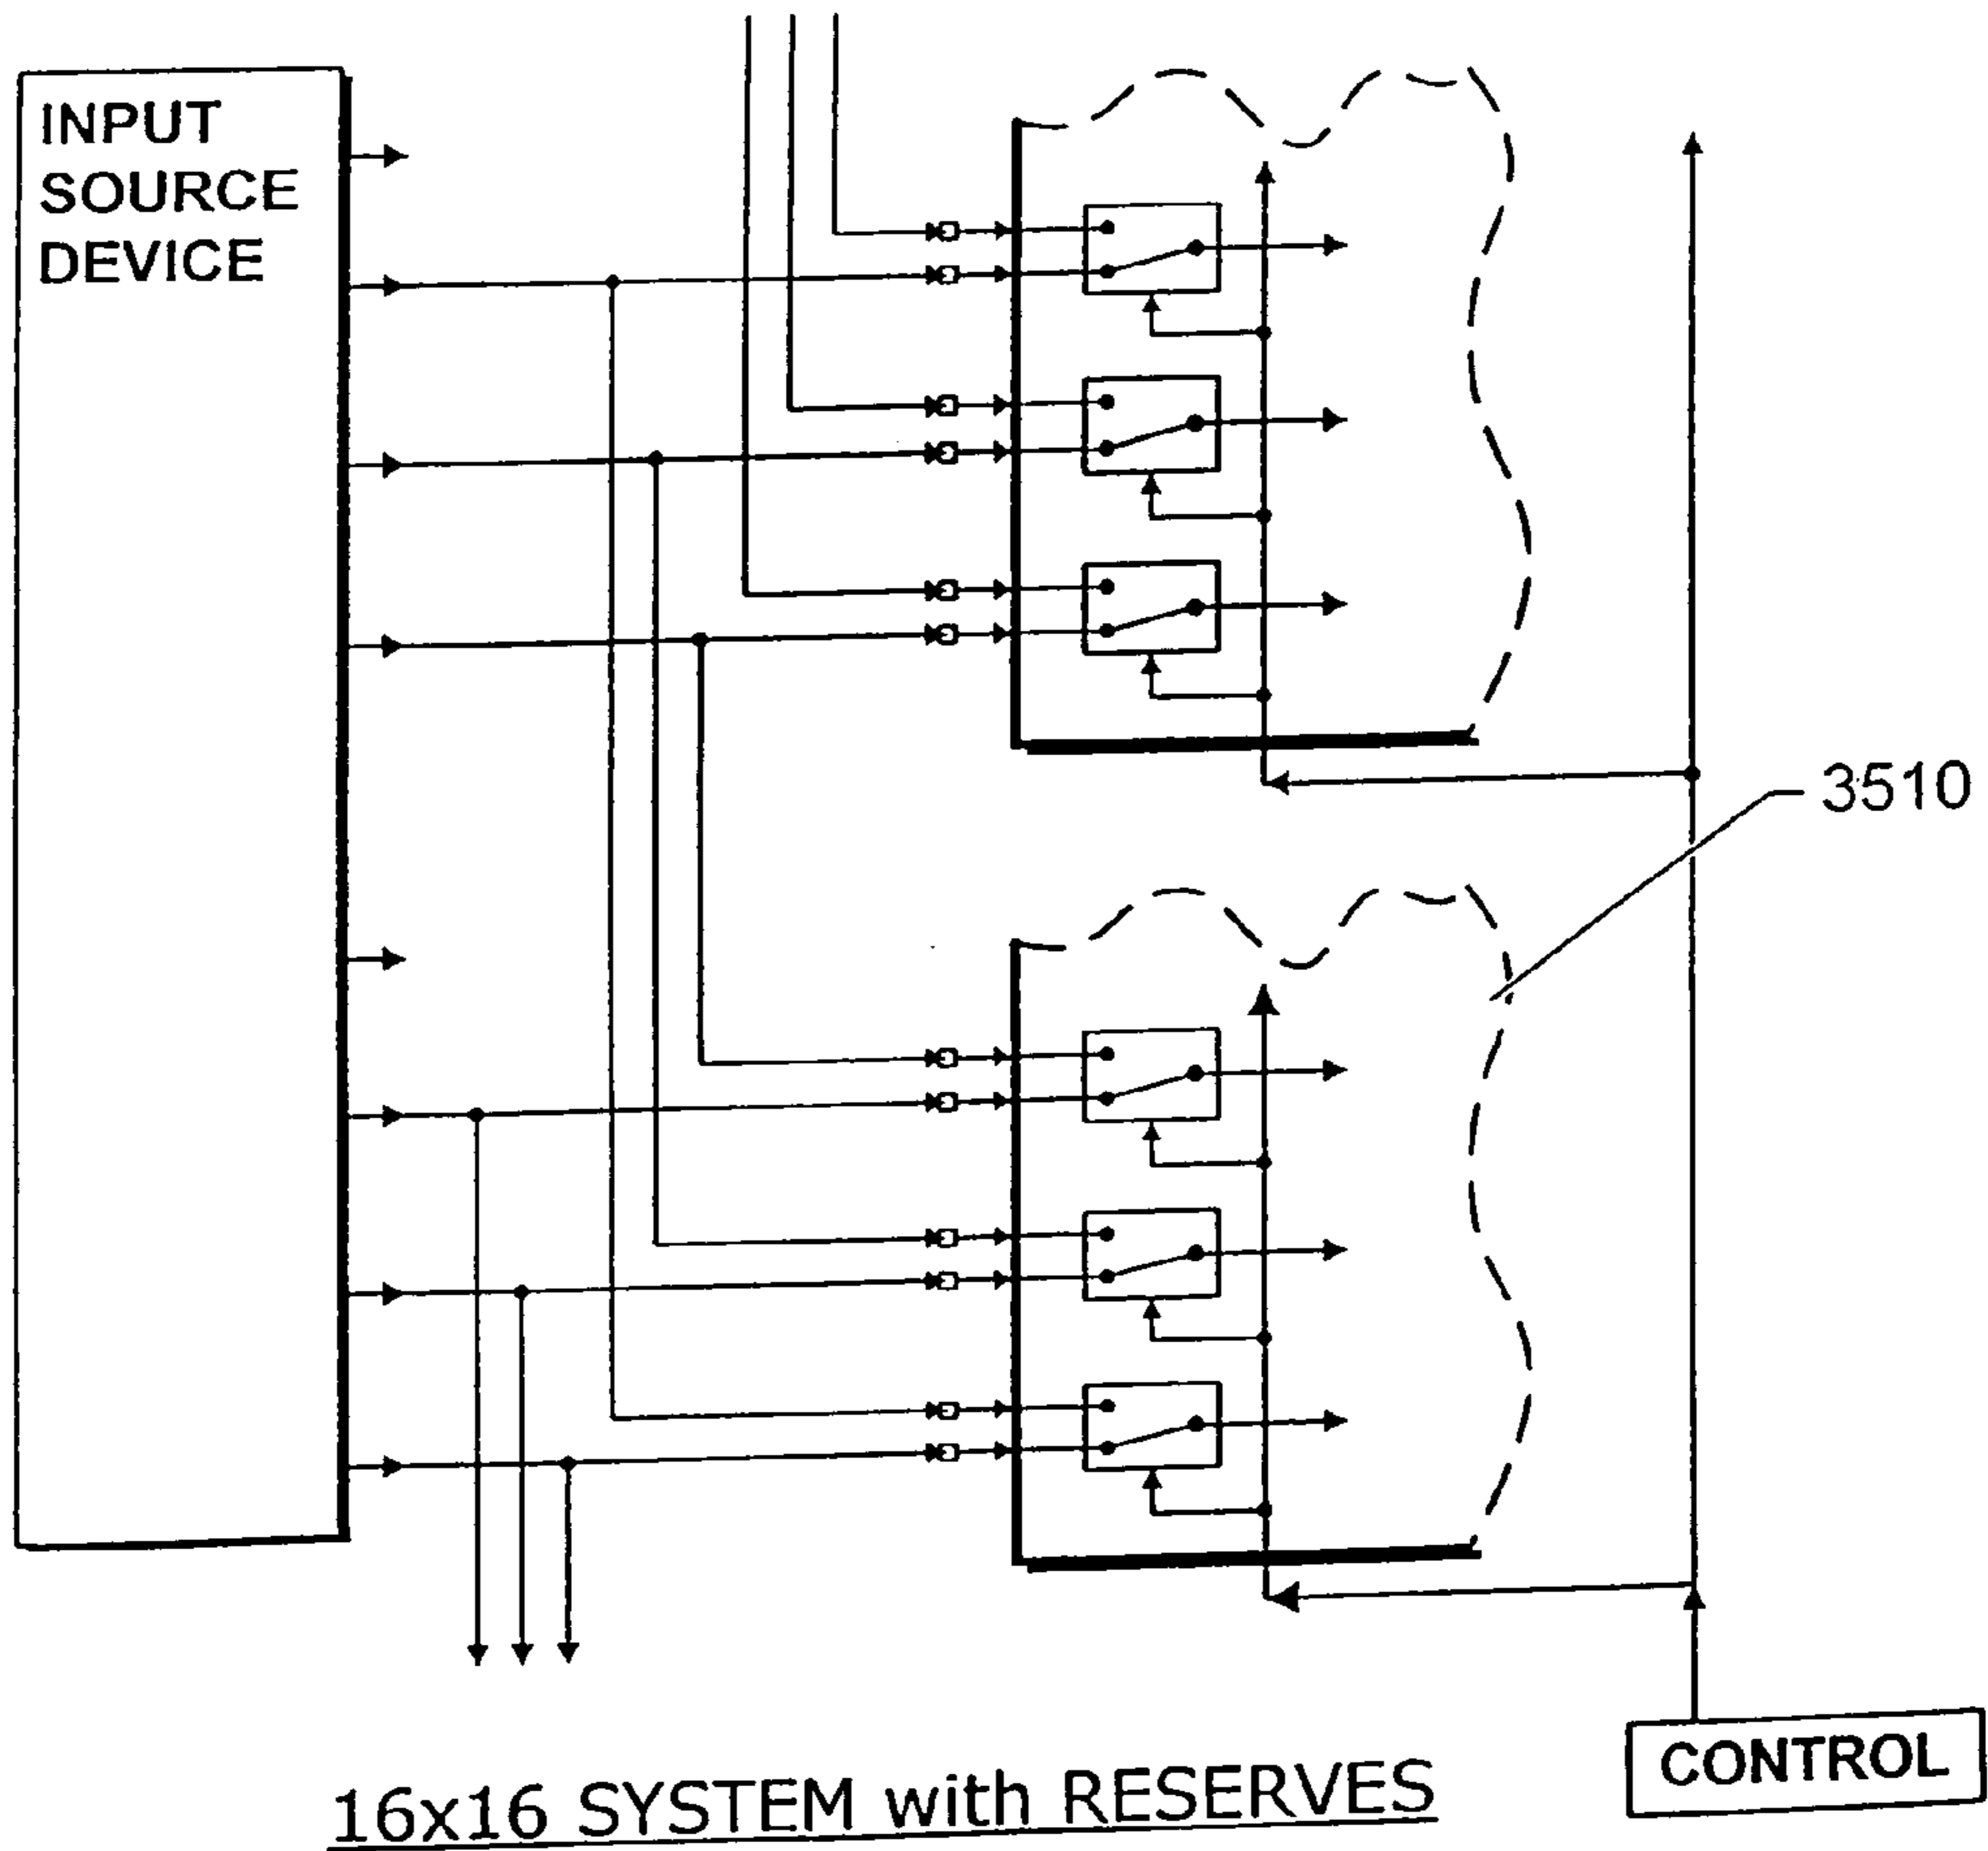 INPUT
SOURCE
DEVICE
3510
CONTROL
16x16 SYSTEM with RESERVES